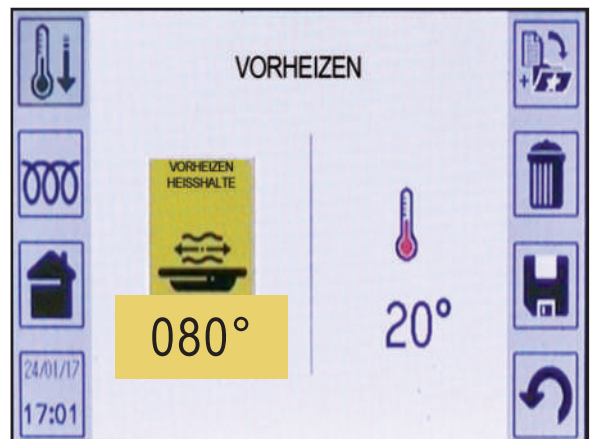 VORHEIZEN
VORHEIZEN
HEISSHALTE
080°
20°
24/01/17
17:01